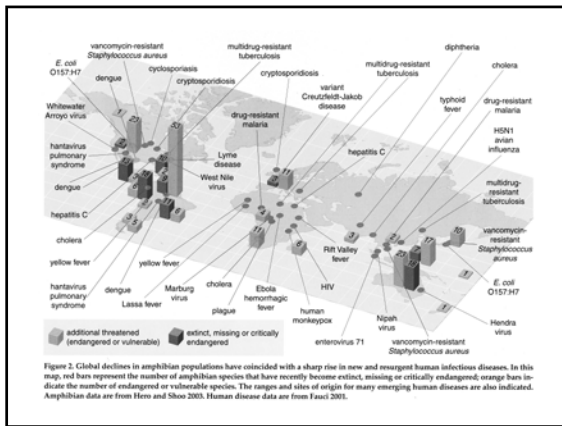 vancomycin-resistant
Staphylococcus aureus
E. coli
O157:H7
dengue
cyclosporiasis
cryptosporidiosis
multidrug-resistant
tuberculosis
cryptosporidiosis
variant
Creutzfeldt-Jakob
disease
multidrug-resistant
tuberculosis
diphtheria
cholera
typhoid
fever
drug-resistant
malaria
H5N1
avian
influenza
Whitewater
Arroyo virus
hantavirus
pulmonary
syndrome
Lyme
disease
West Nile
virus
drug-resistant
malaria
hepatitis C
dengue
hepatitis C
multidrug-resistant
tuberculosis
vancomycin-resistant
Staphylococcus
aureus
cholera
yellow fever
yellow fever
Rift Valley
fever
E. coli
O157:H7
hantavirus
pulmonary
syndrome
dengue
Lassa fever
Marburg
virus
cholera
plague
Ebola
hemorrhagic
fever
HIV
human
monkeypox
enterovirus 71
Nipah
virus
vancomycin-resistant
Staphylococcus aureus
Hendra
virus
additional threatened
(endangered or vulnerable)
extinct, missing or critically
endangered
Figure 2. Global declines in amphibian populations have coincided with a sharp rise in new and resurgent human infectious diseases. In this
map, red bars represent the number of amphibian species that have recently become extinct, missing or critically endangered; orange bars in-
dicate the number of endangered or vulnerable species. The ranges and sites of origin for many emerging human diseases are also indicated.
Amphibian data are from Hero and Shoo 2003. Human disease data are from Fauci 2001.